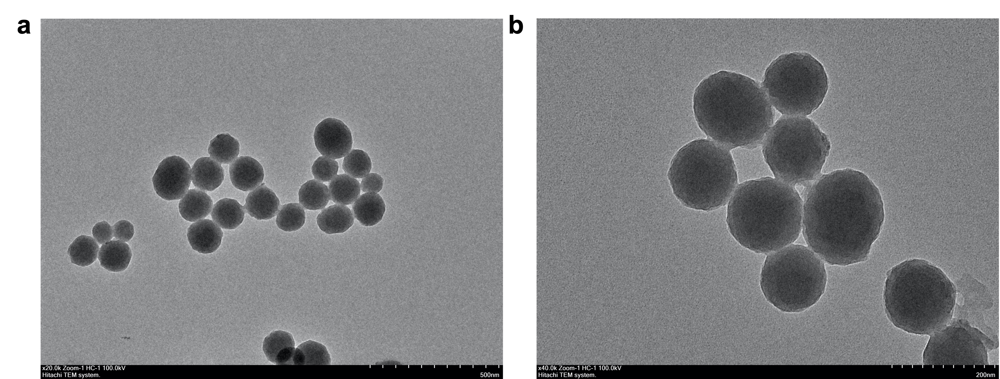 a
b
x20.0k Zoom-1 HC-1 100.0kV
Hitachi TEM system.
500nm
x40.0k Zoom-1 HC-1 100.0kV
Hitachi TEM system.
200nm